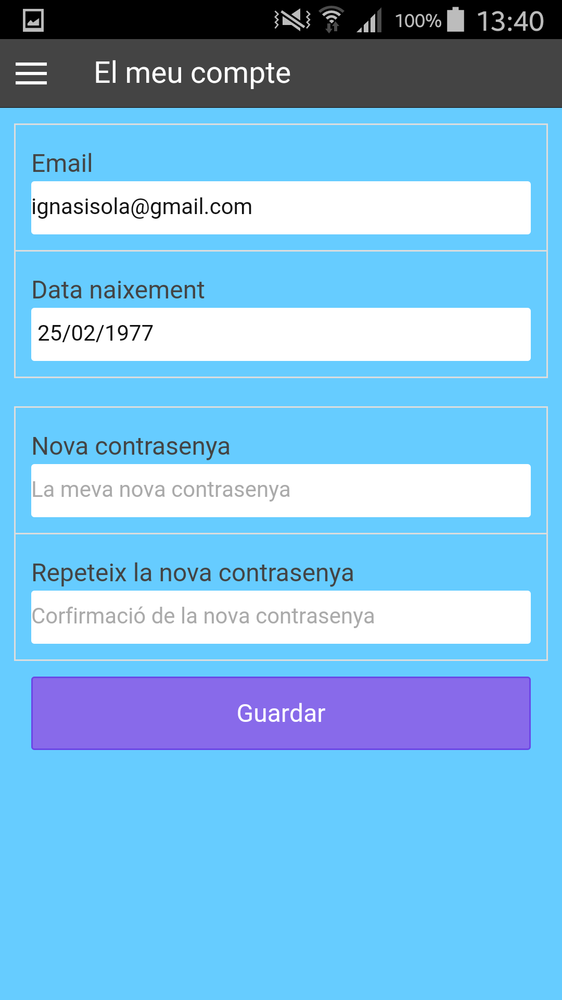 100% 13:40
El meu compte
Email
ignasisola@gmail.com
Data naixement
25/02/1977
Nova contrasenya
La meva nova contrasenya
Repeteix la nova contrasenya
Corfirmació de la nova contrasenya
Guardar